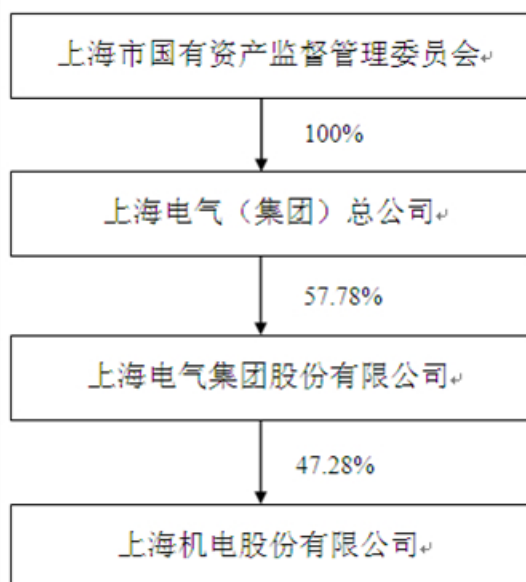 上海市国有资产监督管理委员会
100%
上海电气（集团）总公司
57.78%
上海电气集团股份有限公司
47.28%
上海机电股份有限公司